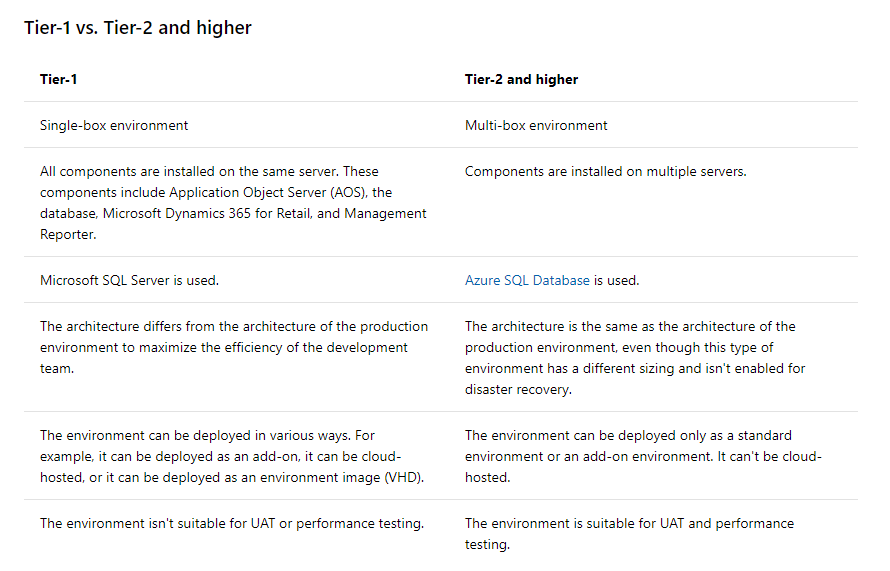 Tier-1 vs. Tier-2 and higher
Tier-1
Tier-2 and higher
Single-box environment
Multi-box environment
All components are installed on the same server. These
components include Application Object Server (AOS), the
database, Microsoft Dynamics 365 for Retail, and Management
Reporter.
Components are installed on multiple servers.
Microsoft SQL Server is used.
Azure SQL Database is used.
The architecture differs from the architecture of the production
environment to maximize the efficiency of the development
team.
The architecture is the same as the architecture of the
production environment, even though this type of
environment has a different sizing and isn't enabled for
disaster recovery.
The environment can be deployed in various ways. For
example, it can be deployed as an add-on, it can be cloud-
hosted, or it can be deployed as an environment image (VHD).
The environment can be deployed only as a standard
environment or an add-on environment. It can't be cloud-
hosted.
The environment isn't suitable for UAT or performance testing.
The environment is suitable for UAT and performance
testing.